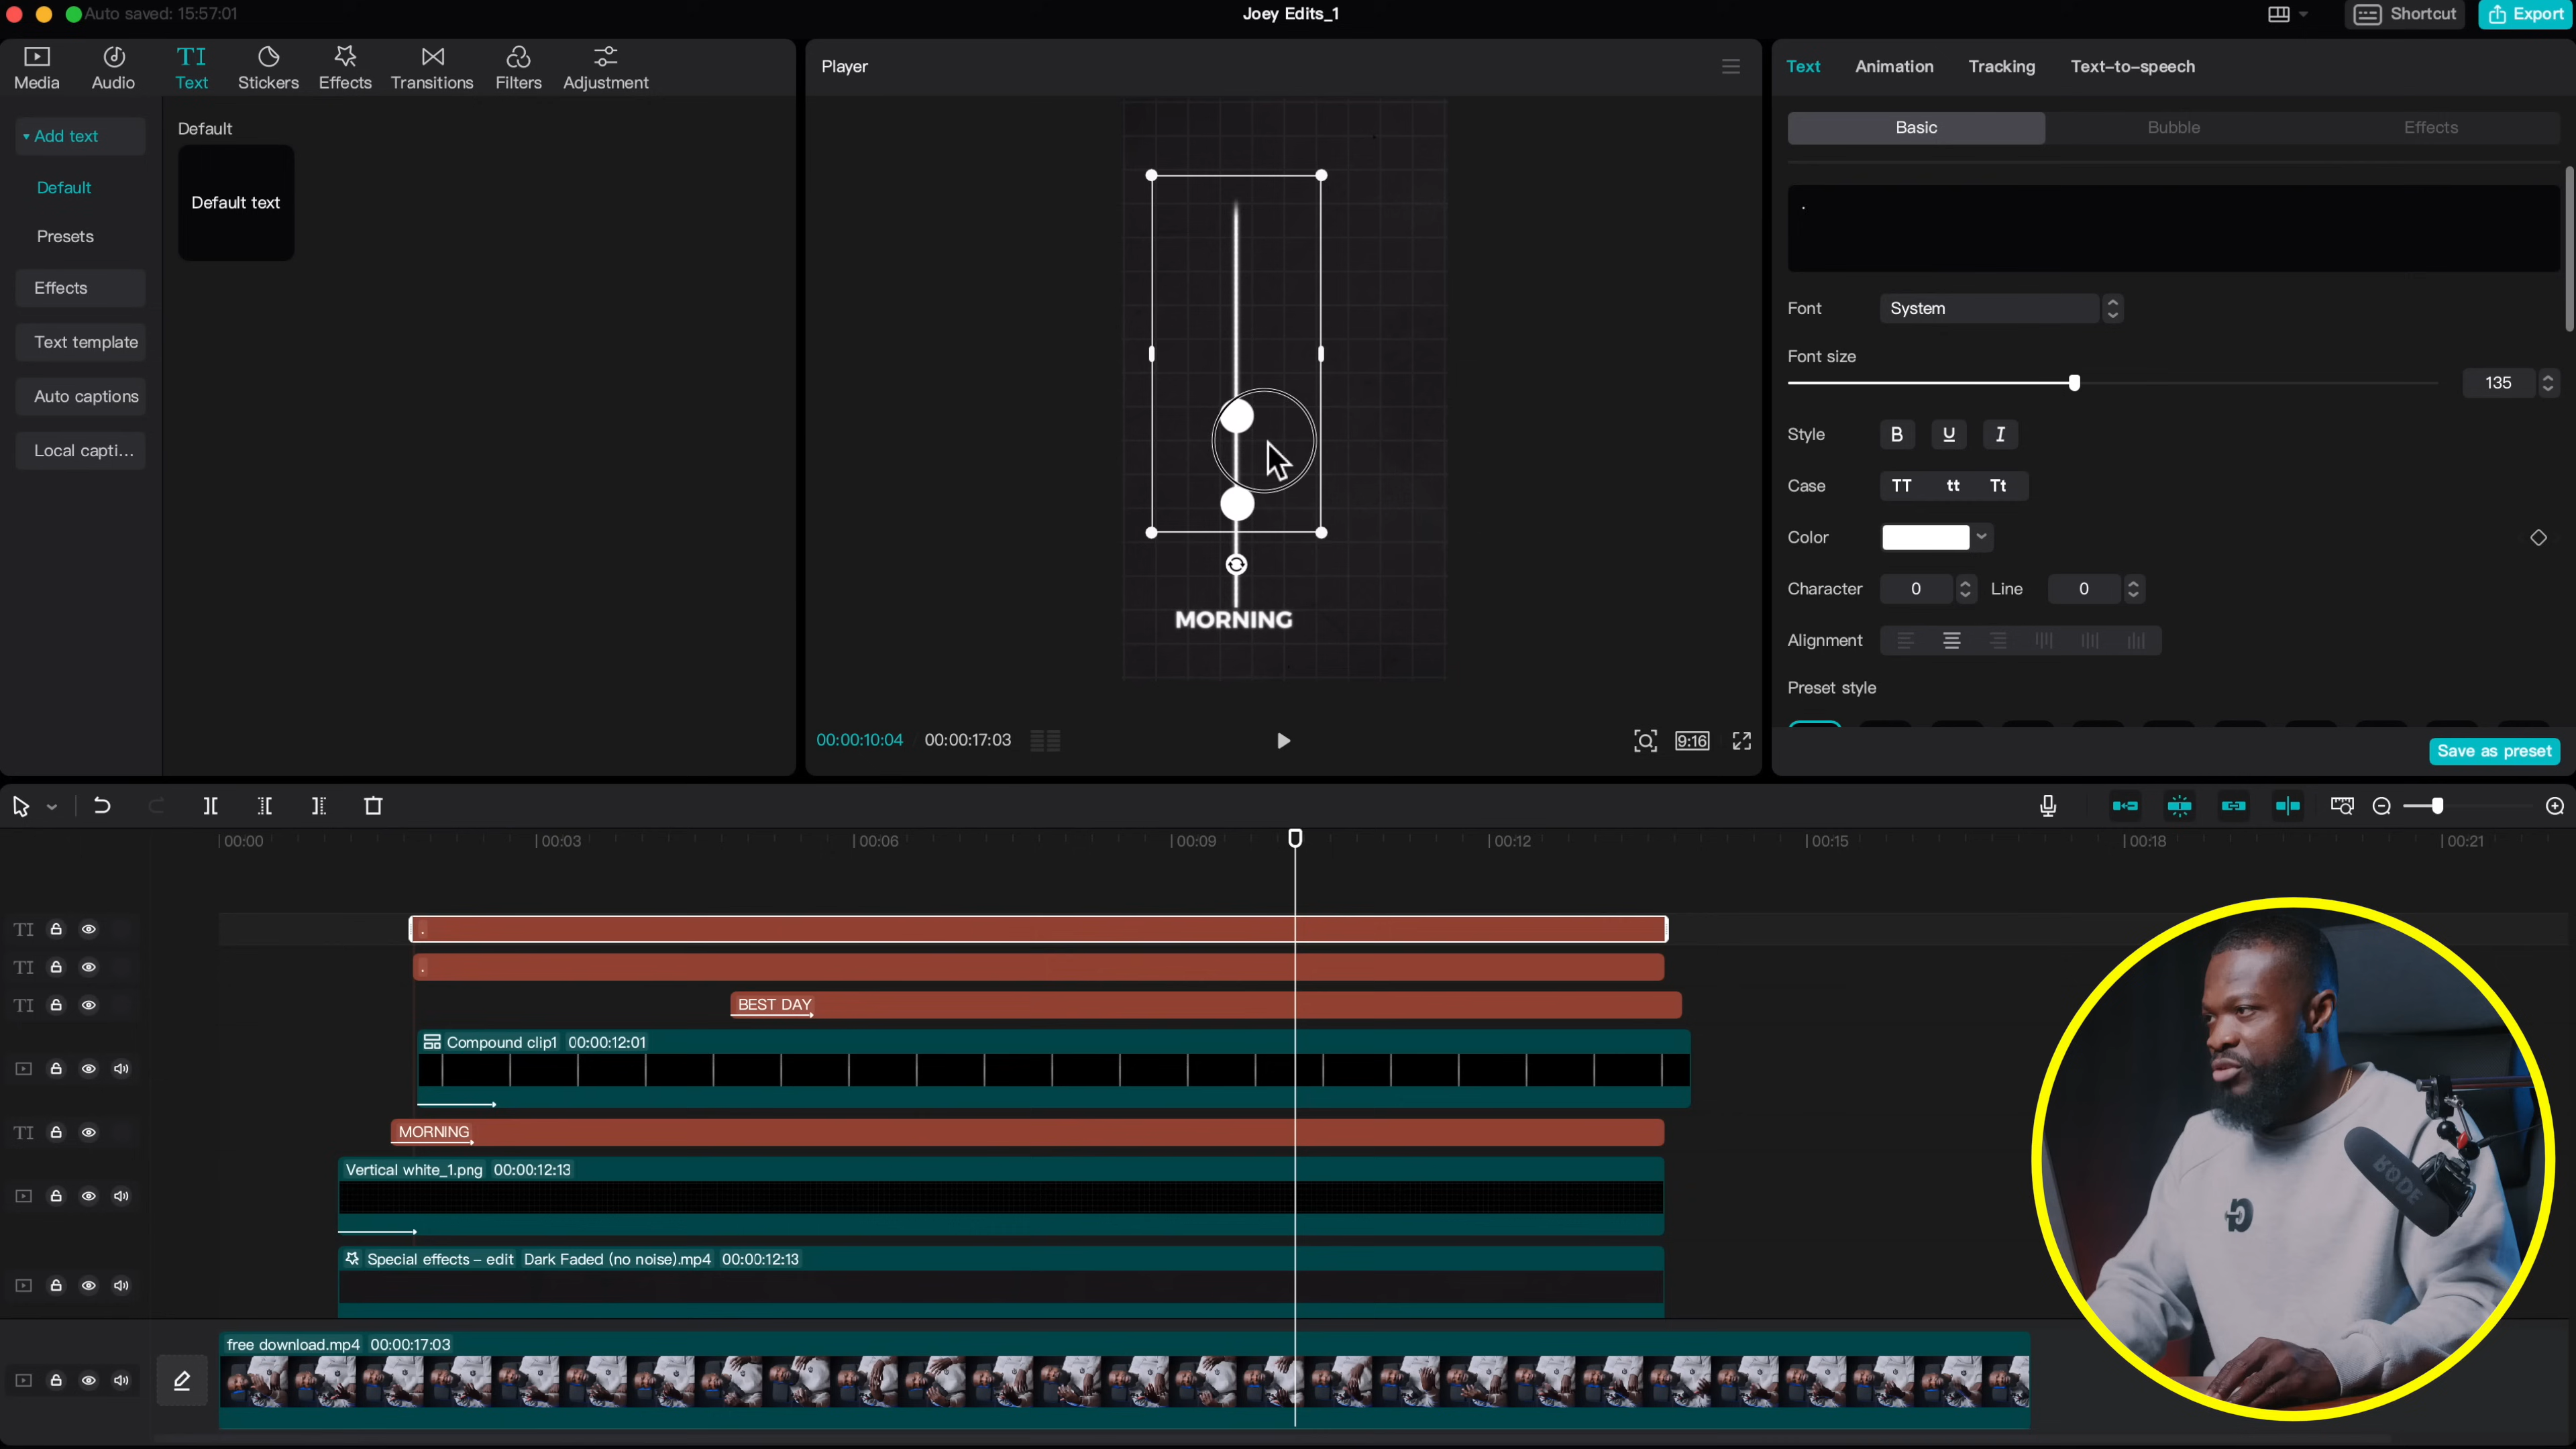 Auto saved: 15:57:01
Joey Edits_1
Shortcut
Export
Media
Audio
TI
Text
Stickers
Effects
Transitions
Filters
Adjustment
Add text
Default
Presets
Effects
Text template
Auto captions
Local capti...
Default
Default text
Player
MORNING
00:00:10:04
00:00:17:03
9:16
Text
Animation
Tracking
Text-to-speech
Basic
Bubble
Effects
.
Font
System
Font size
135
Style
B
U
I
Case
TT
tt
Tt
Color
Character
0
Line
0
Alignment
Preset style
Save as preset
00:00
00:03
00:06
00:09
00:12
00:15
00:18
00:21
TI
.
TI
.
TI
BEST DAY
Compound clip1 00:00:12:01
TI
MORNING
Vertical white_1.png 00:00:12:13
Special effects – edit Dark Faded (no noise).mp4 00:00:12:13
free download.mp4 00:00:17:03
RODE